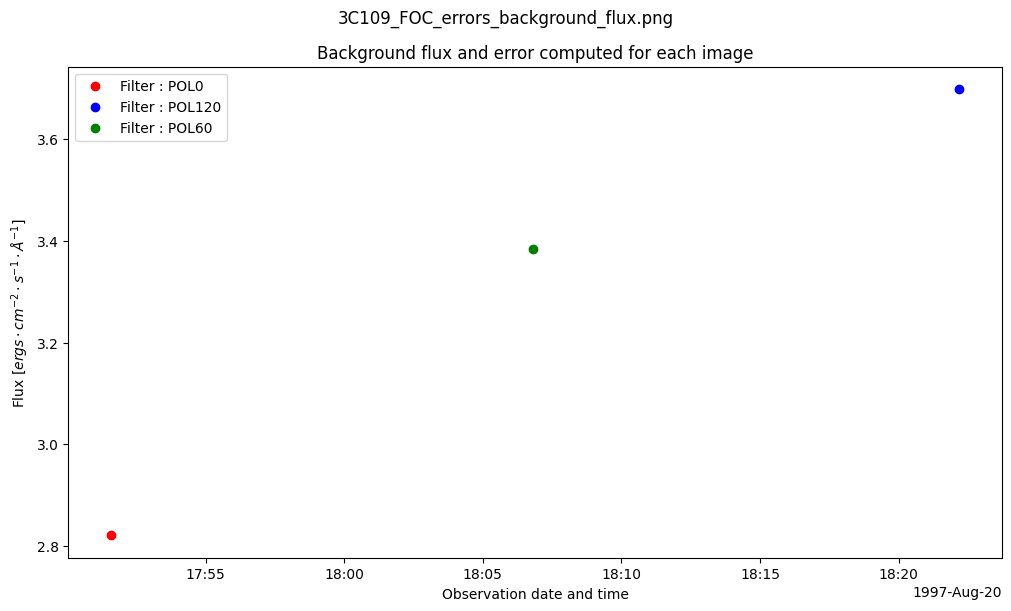 3C109_FOC_errors_background_flux.png
Background flux and error computed for each image
Filter : POL0
Filter : POL120
Filter : POL60
Flux [ergs · cm⁻² · s⁻¹ · Å⁻¹]
3.6
3.4
3.2
3.0
2.8
17:55 18:00 18:05 18:10 18:15 18:20
1997-Aug-20
Observation date and time